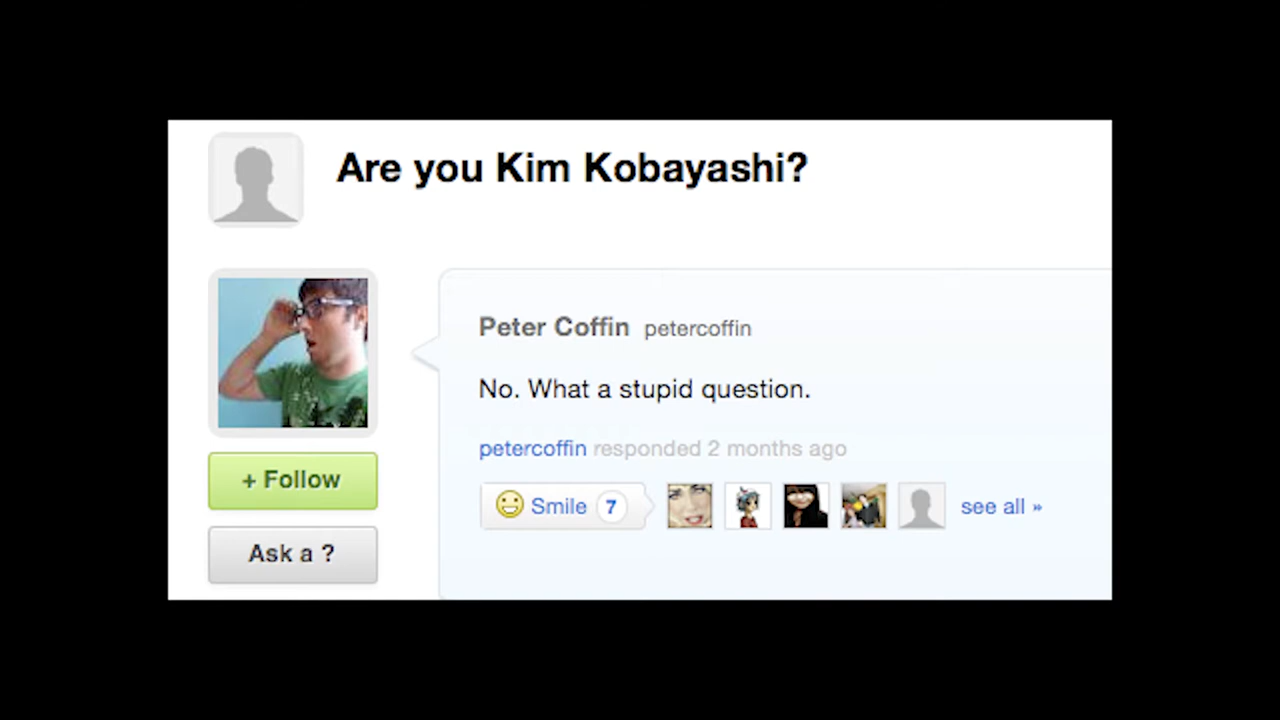 Are you Kim Kobayashi?
Peter Coffin petercoffin
No. What a stupid question.
petercoffin responded 2 months ago
+ Follow
Smile 7 see all »
Ask a ?